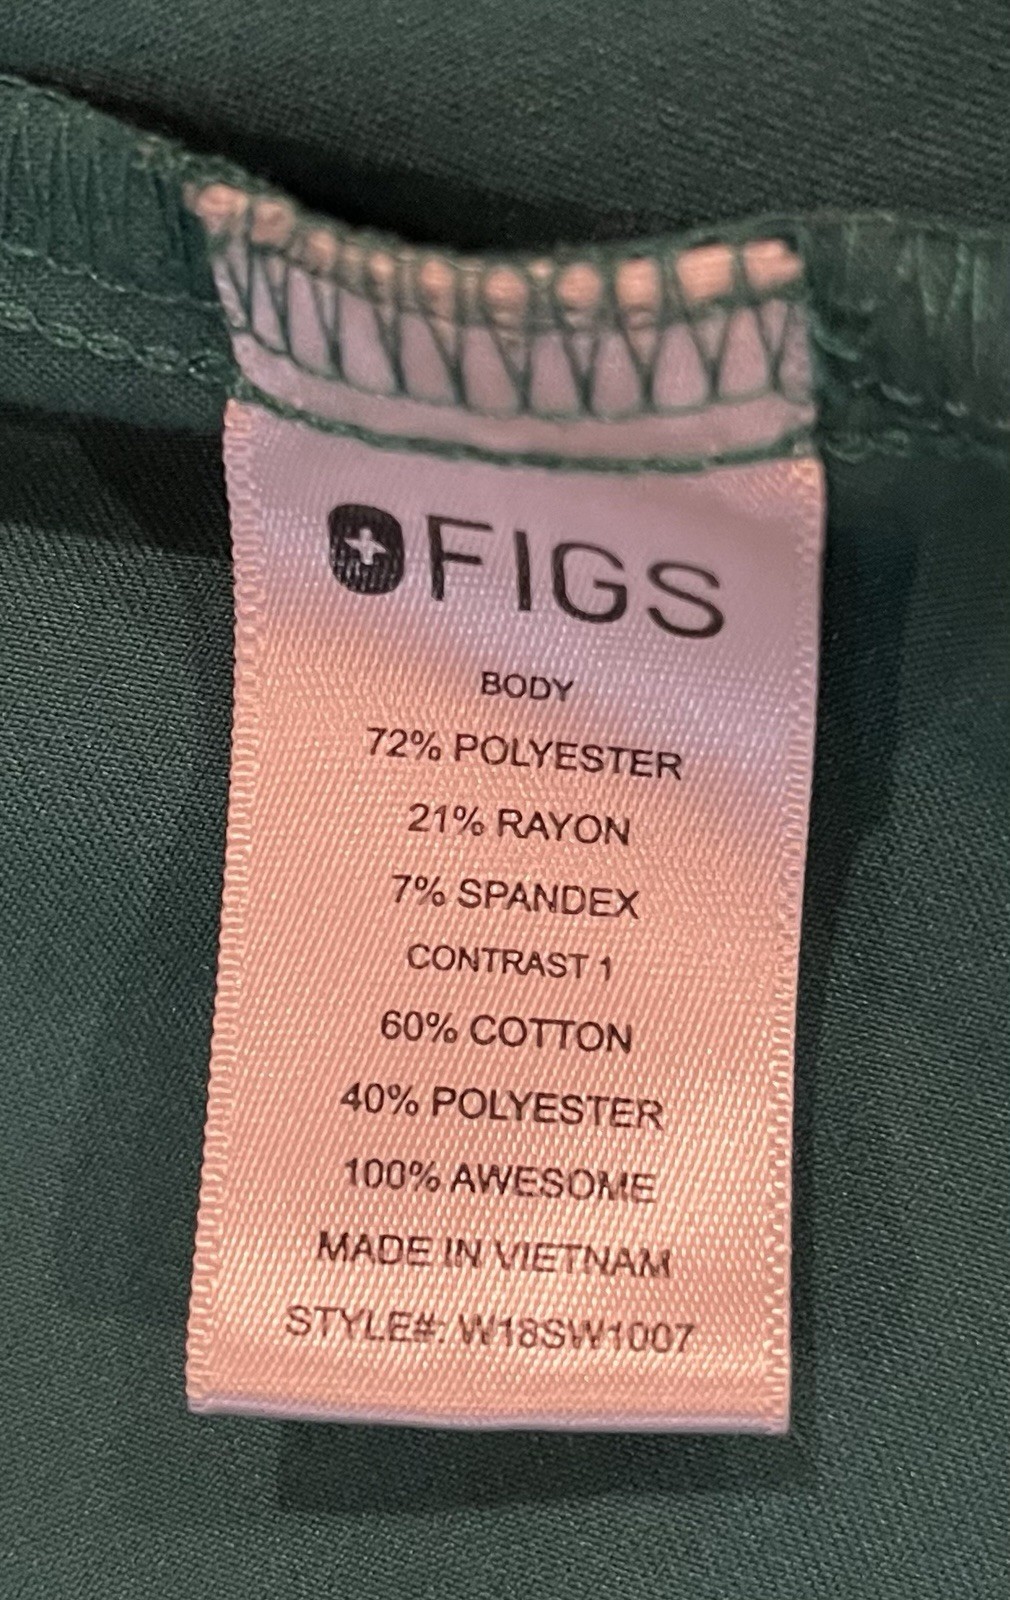 FIGS
BODY
72% POLYESTER
21% RAYON
7% SPANDEX
CONTRAST 1
60% COTTON
40% POLYESTER
100% AWESOME
MADE IN VIETNAM
STYLE#: W18SW1007